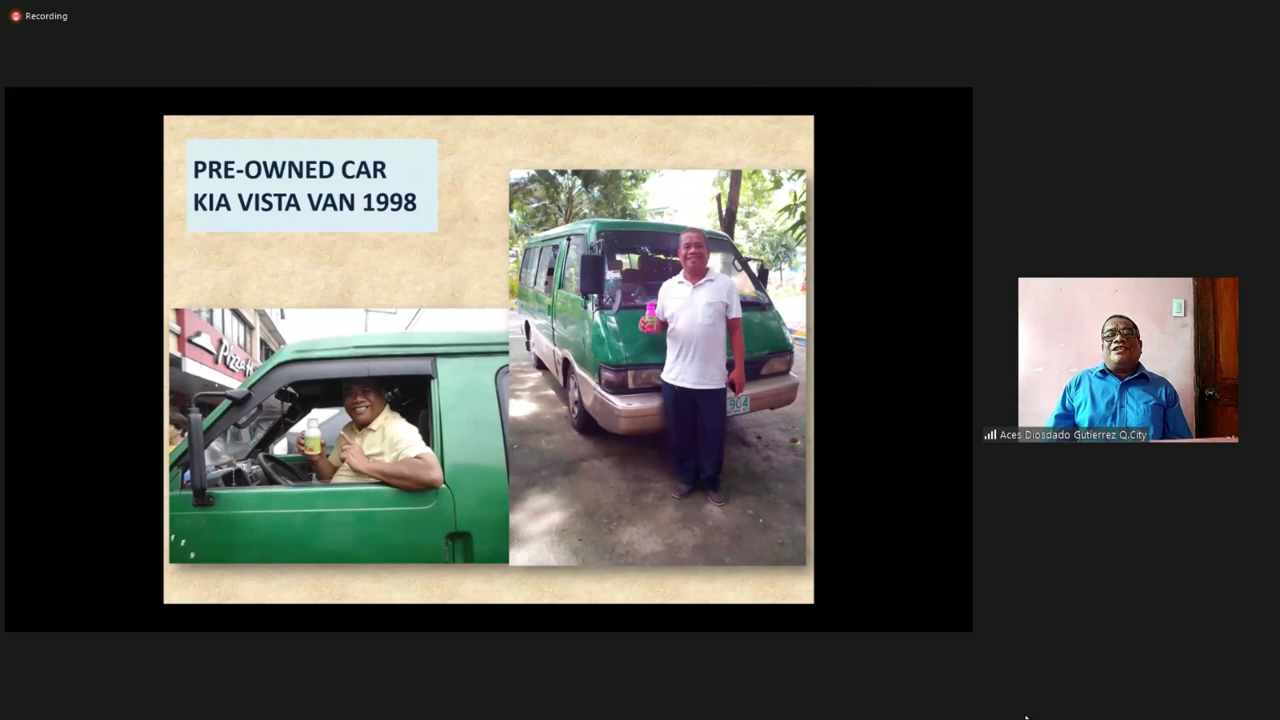 Recording
PRE-OWNED CAR
KIA VISTA VAN 1998
Pizza H
904
Aces Diosdado Gutierrez Q.City